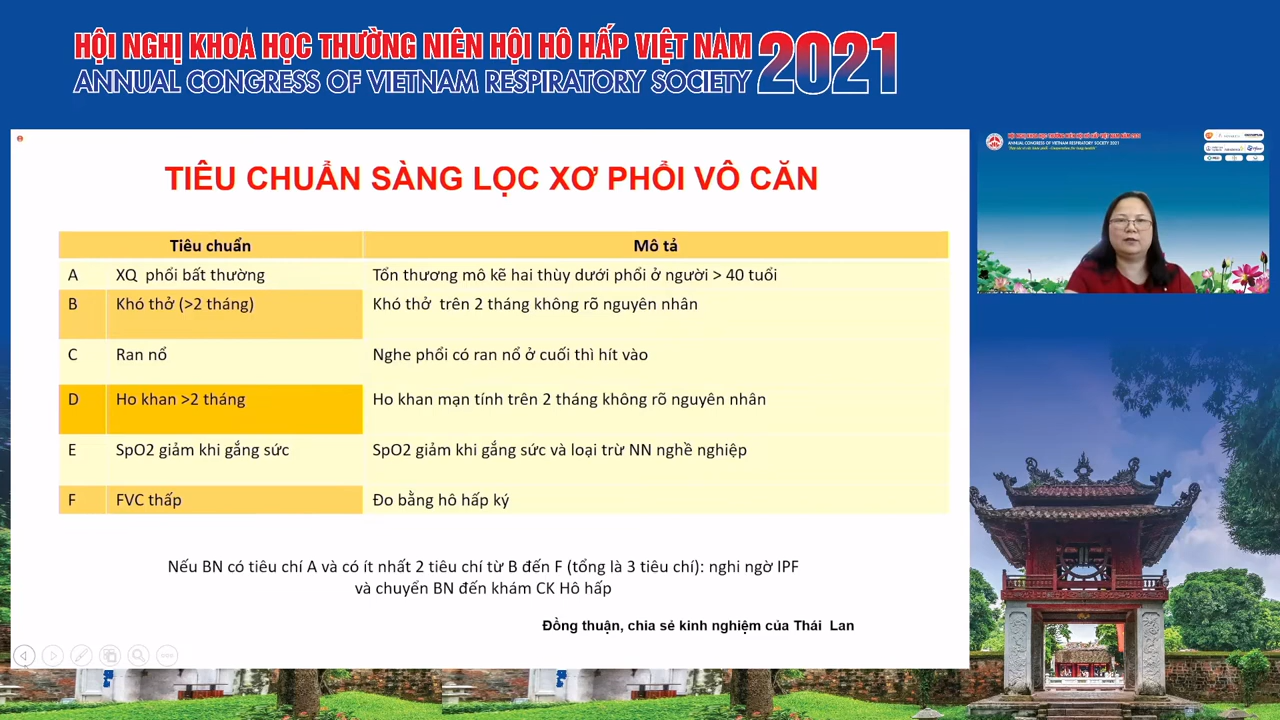 HỘI NGHỊ KHOA HỌC THƯỜNG NIÊN HỘI HÔ HẤP VIỆT NAM 2021
ANNUAL CONGRESS OF VIETNAM RESPIRATORY SOCIETY
TIÊU CHUẨN SÀNG LỌC XƠ PHỔI VÔ CĂN
Tiêu chuẩn Mô tả
A XQ phổi bất thường Tổn thương mô kẽ hai thùy dưới phổi ở người > 40 tuổi
B Khó thở (>2 tháng) Khó thở trên 2 tháng không rõ nguyên nhân
C Ran nổ Nghe phổi có ran nổ ở cuối thì hít vào
D Ho khan >2 tháng Ho khan mạn tính trên 2 tháng không rõ nguyên nhân
E SpO2 giảm khi gắng sức SpO2 giảm khi gắng sức và loại trừ NN nghề nghiệp
F FVC thấp Đo bằng hô hấp ký
Nếu BN có tiêu chí A và có ít nhất 2 tiêu chí từ B đến F (tổng là 3 tiêu chí): nghi ngờ IPF
và chuyển BN đến khám CK Hô hấp
Đồng thuận, chia sẻ kinh nghiệm của Thái Lan
ANNUAL CONGRESS OF VIETNAM RESPIRATORY SOCIETY 2021